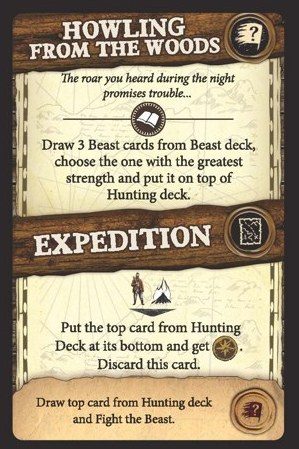 HOWLING
FROM THE WOODS
The roar you heard during the night
promises trouble...
Draw 3 Beast cards from Beast deck,
choose the one with the greatest
strength and put it on top of
Hunting deck.
EXPEDITION
Put the top card from Hunting
Deck at its bottom and get .
Discard this card.
Draw top card from Hunting deck
and Fight the Beast.
?